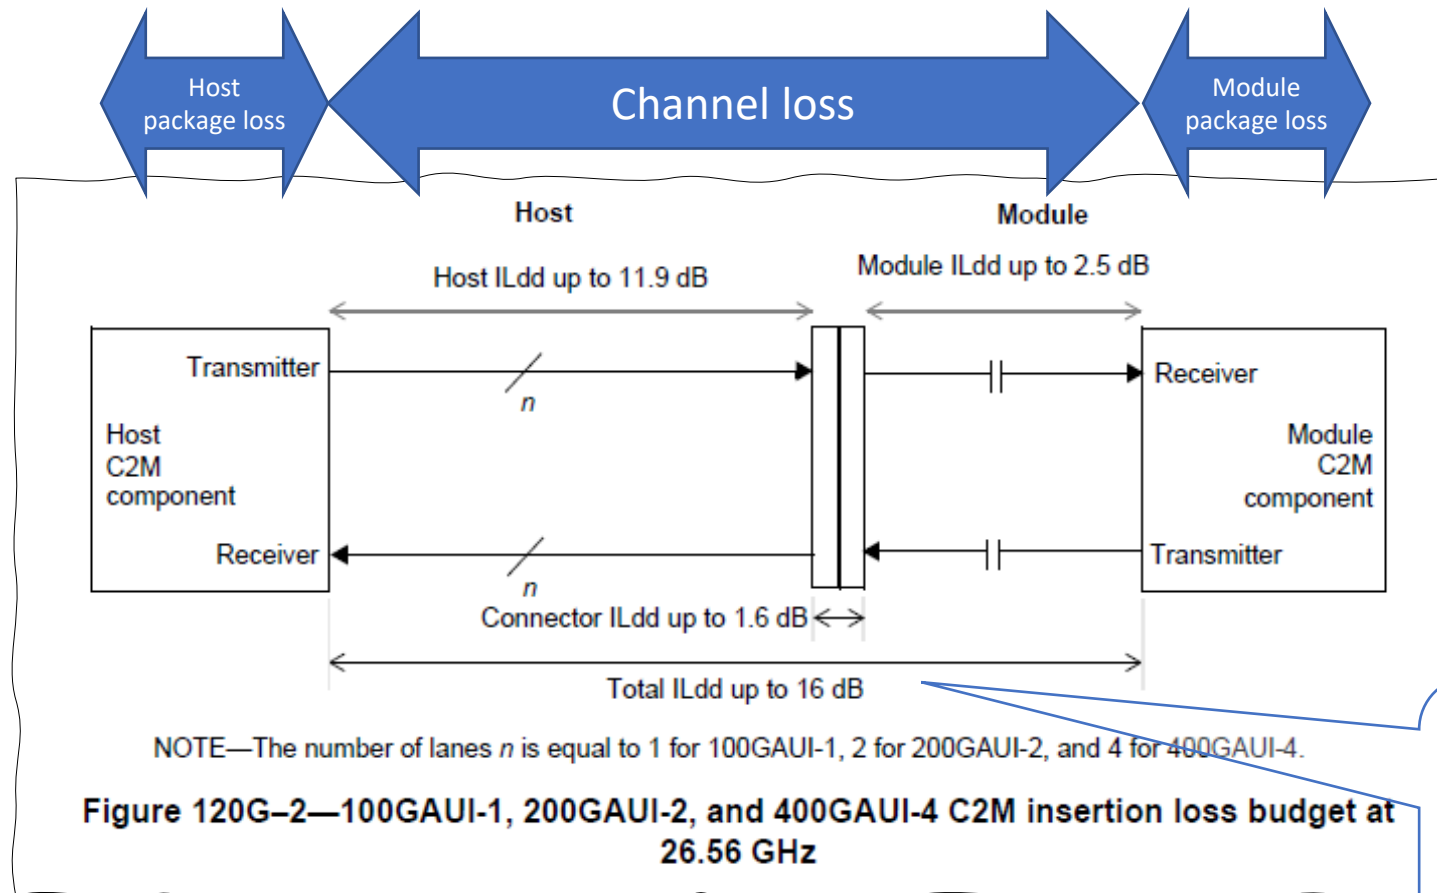 Host
package loss
Channel loss
Module
package loss
Host
Module
Host ILdd up to 11.9 dB
Module ILdd up to 2.5 dB
Transmitter
n
Receiver
Host
C2M
component
Module
C2M
component
Receiver
n
Transmitter
Connector ILdd up to 1.6 dB
Total ILdd up to 16 dB
NOTE—The number of lanes n is equal to 1 for 100GAUI-1, 2 for 200GAUI-2, and 4 for 400GAUI-4.
Figure 120G–2—100GAUI-1, 200GAUI-2, and 400GAUI-4 C2M insertion loss budget at
26.56 GHz